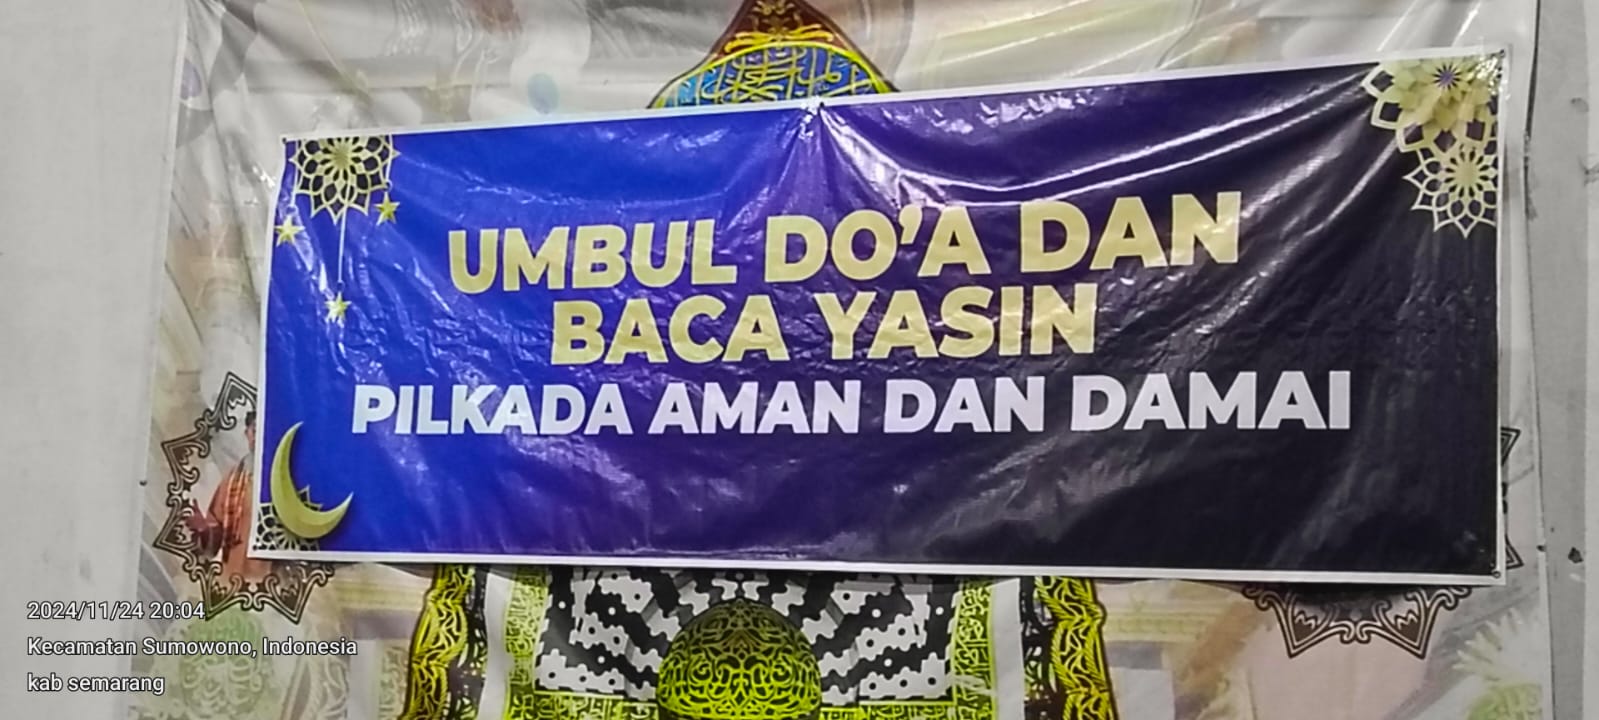 UMBUL DO'A DAN
BACA YASIN
PILKADA AMAN DAN DAMAI
2024/11/24 20:04
Kecamatan Sumowono, Indonesia
kab semarang